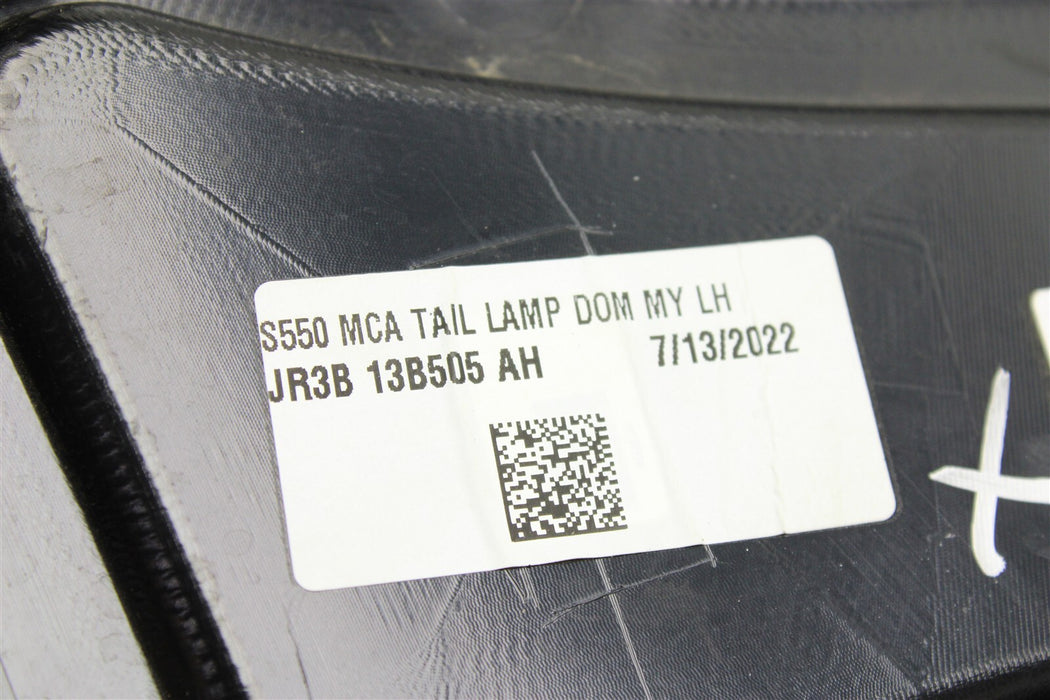 S550 MCA TAIL LAMP DOM MY LH
JR3B 13B505 AH 7/13/2022